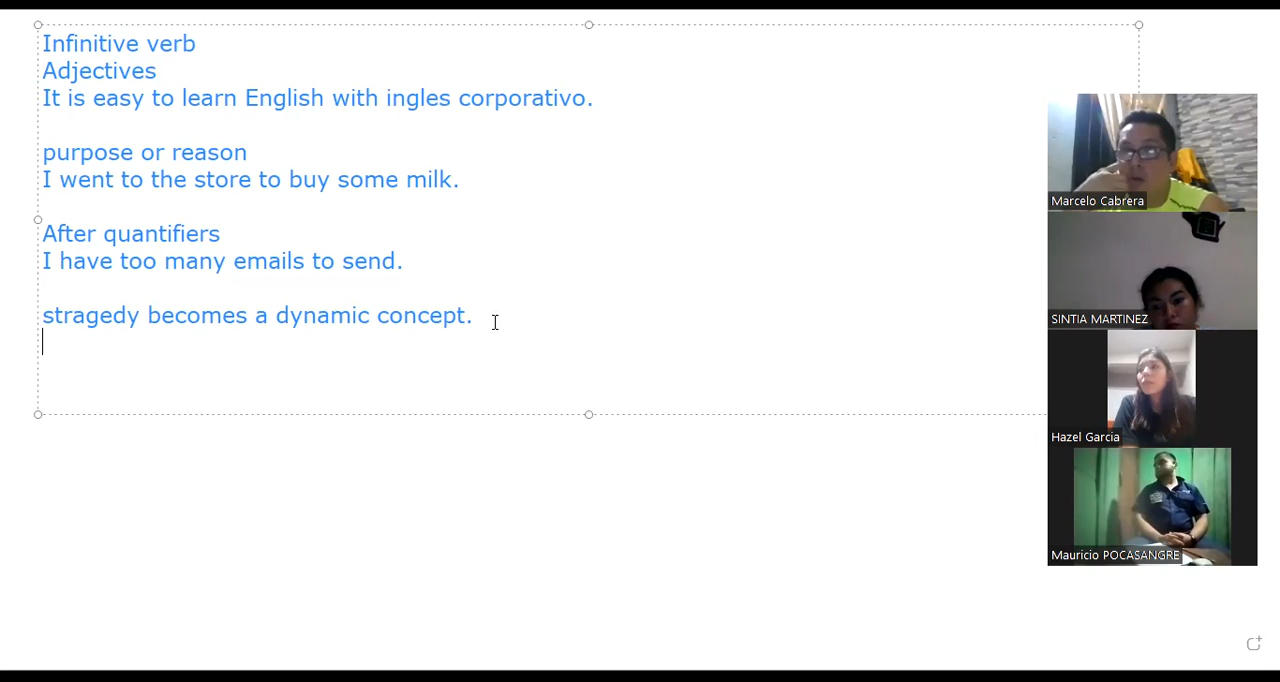 Infinitive verb
Adjectives
It is easy to learn English with ingles corporativo.
purpose or reason
I went to the store to buy some milk.
After quantifiers
I have too many emails to send.
stragedy becomes a dynamic concept.
Marcelo Cabrera
SINTIA MARTINEZ
Hazel Garcia
Mauricio POCASANGRE